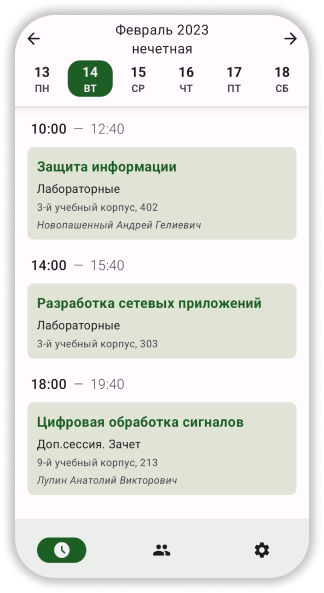 Февраль 2023
нечетная
13 14 15 16 17 18
ПН ВТ СР ЧТ ПТ СБ
10:00 — 12:40
Защита информации
Лабораторные
3-й учебный корпус, 402
Новопашенный Андрей Гелиевич
14:00 — 15:40
Разработка сетевых приложений
Лабораторные
3-й учебный корпус, 303
18:00 — 19:40
Цифровая обработка сигналов
Доп.сессия. Зачет
9-й учебный корпус, 213
Лупин Анатолий Викторович